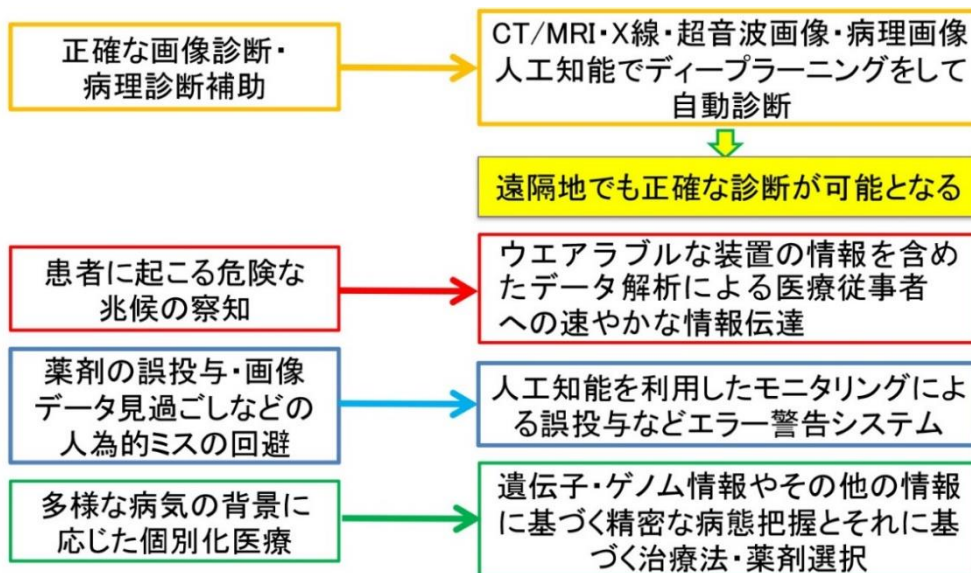 正確な画像診断・
病理診断補助
CT/MRI・X線・超音波画像・病理画像
人工知能でディープラーニングをして
自動診断
遠隔地でも正確な診断が可能となる
患者に起こる危険な
兆候の察知
ウエアラブルな装置の情報を含め
たデータ解析による医療従事者
への速やかな情報伝達
薬剤の誤投与・画像
データ見過ごしなどの
人為的ミスの回避
人工知能を利用したモニタリングによ
る誤投与などエラー警告システム
多様な病気の背景に
応じた個別化医療
遺伝子・ゲノム情報やその他の情報
に基づく精密な病態把握とそれに基
づく治療法・薬剤選択